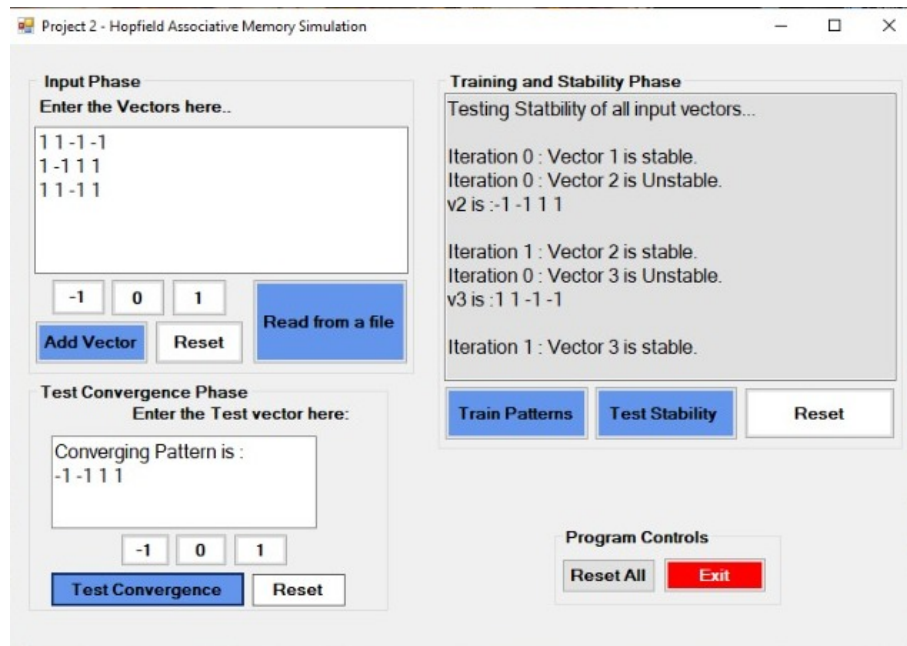 Project 2 - Hopfield Associative Memory Simulation
Input Phase
Enter the Vectors here..
1 1 -1 -1
1 -1 1 1
1 1 -1 1
-1 0 1
Add Vector Reset Read from a file
Test Convergence Phase
Enter the Test vector here:
Converging Pattern is :
-1 -1 1 1
-1 0 1
Test Convergence Reset
Training and Stability Phase
Testing Statbility of all input vectors...
Iteration 0 : Vector 1 is stable.
Iteration 0 : Vector 2 is Unstable.
v2 is :-1 -1 1 1
Iteration 1 : Vector 2 is stable.
Iteration 0 : Vector 3 is Unstable.
v3 is :1 1 -1 -1
Iteration 1 : Vector 3 is stable.
Train Patterns Test Stability Reset
Program Controls
Reset All Exit